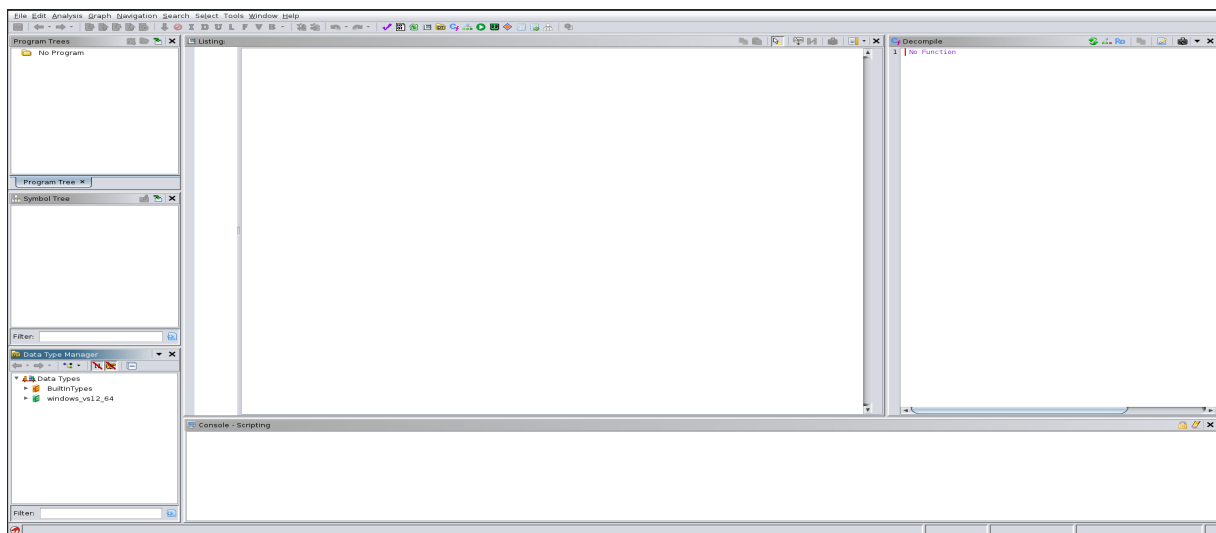 File Edit Analysis Graph Navigation Search Select Tools Window Help
I D U L F V B
Program Trees
No Program
Program Tree
Symbol Tree
Filter:
Data Type Manager
Data Types
BuiltInTypes
windows_vs12_64
Filter:
Listing:
Decompile
Ro
1 No Function
Console - Scripting